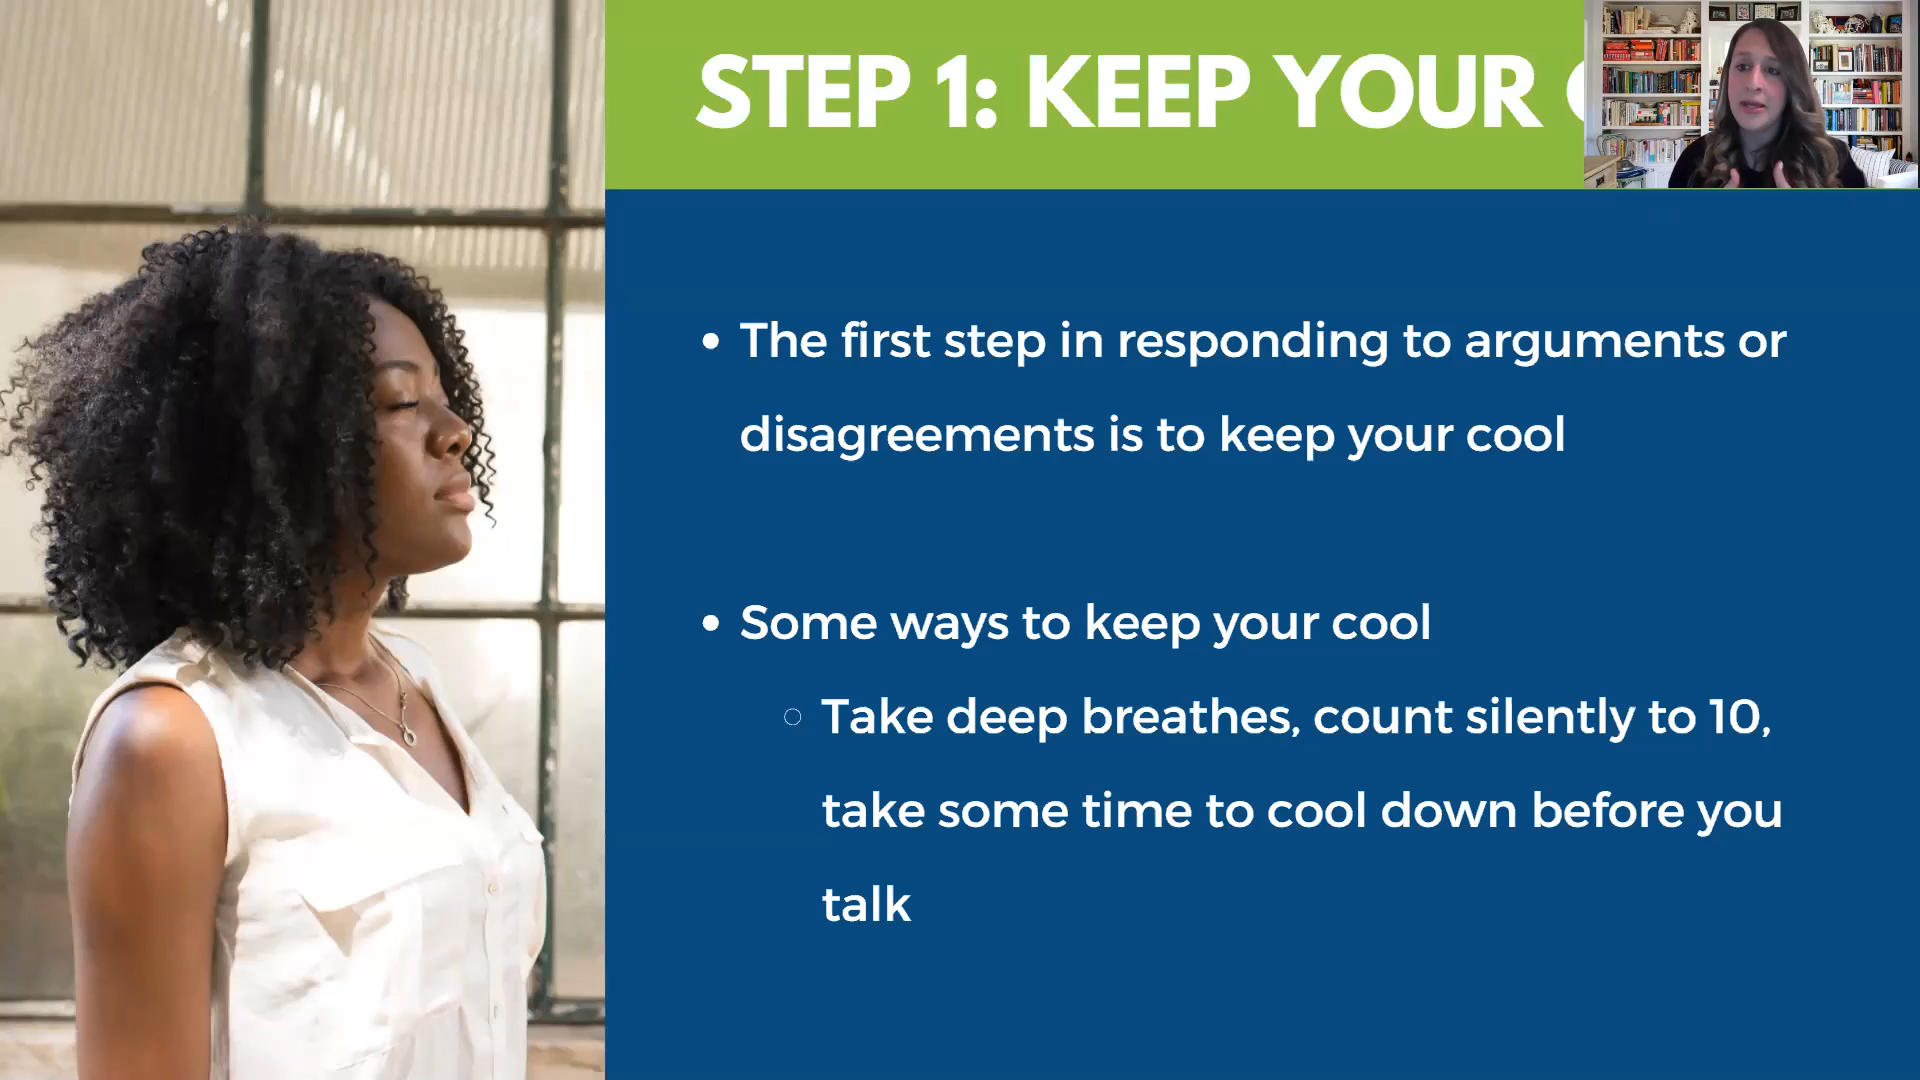 STEP 1: KEEP YOUR
• The first step in responding to arguments or
disagreements is to keep your cool
• Some ways to keep your cool
○ Take deep breathes, count silently to 10,
take some time to cool down before you
talk